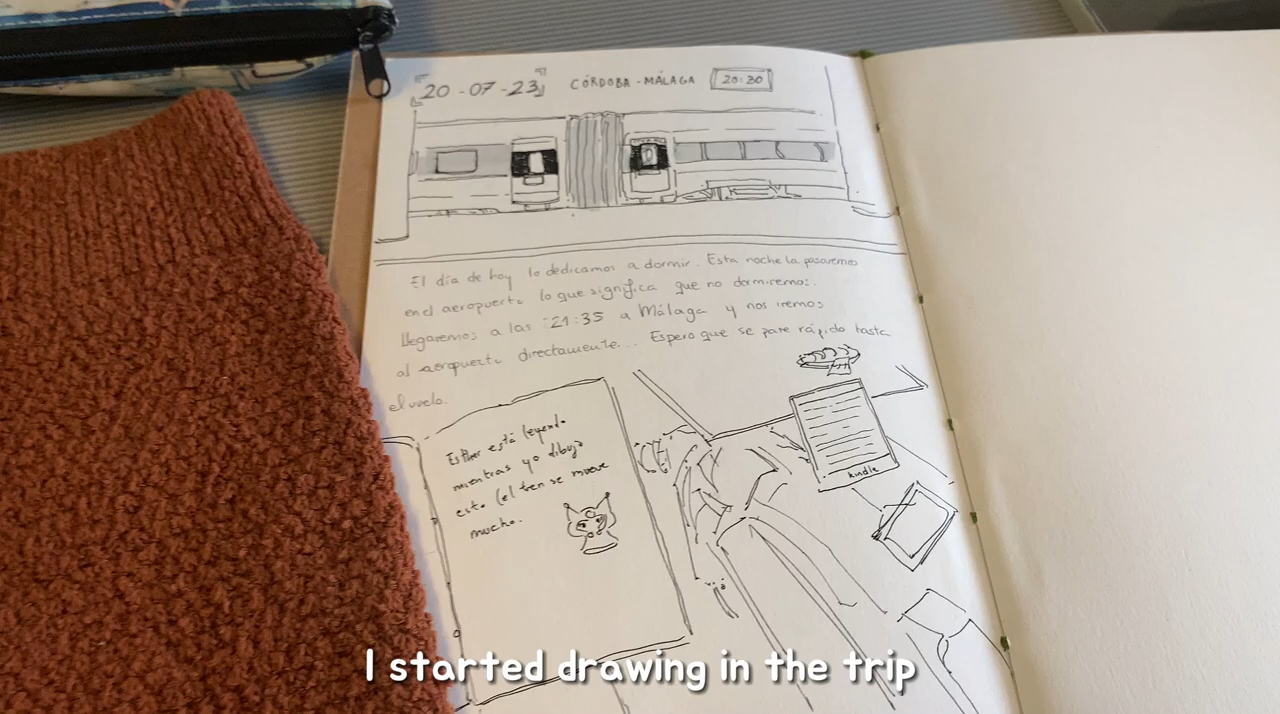 20-07-23
CÓRDOBA-MÁLAGA
20:30
El día de hoy lo dedicamos a dormir. Esta noche la pasaremos
en el aeropuerto lo que significa que no dormiremos.
Llegaremos a las :21:35 a Málaga y nos iremos
al aeropuerto directamente... Espero que se pase rápido hasta
el vuelo.
Esther está leyendo
mientras yo dibujo
esto (el tren se mueve
mucho.
kindle
I started drawing in the trip